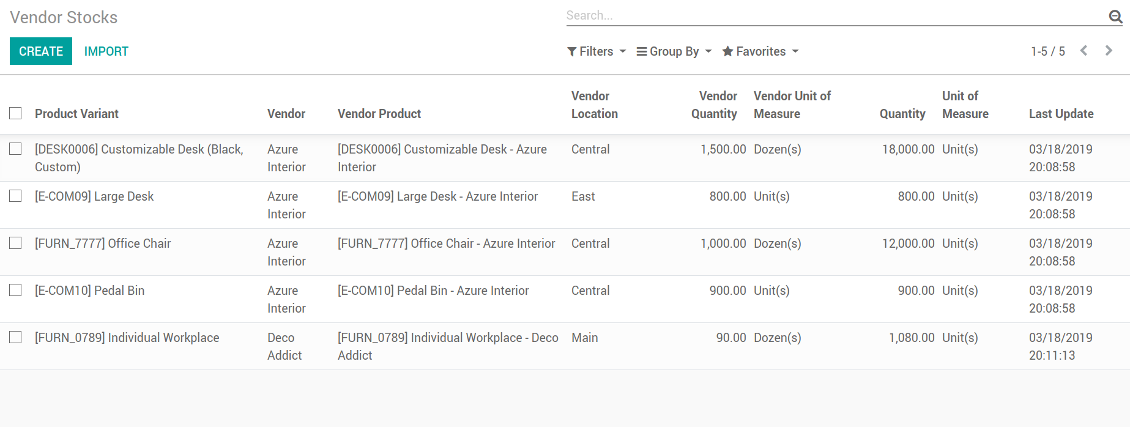 Vendor Stocks
Search...
CREATE IMPORT
Filters Group By Favorites 1-5 / 5
Product Variant Vendor Vendor Product Vendor Location Vendor Quantity Vendor Unit of Measure Quantity Unit of Measure Last Update
[DESK0006] Customizable Desk (Black, Custom) Azure Interior [DESK0006] Customizable Desk - Azure Interior Central 1,500.00 Dozen(s) 18,000.00 Unit(s) 03/18/2019 20:08:58
[E-COM09] Large Desk Azure Interior [E-COM09] Large Desk - Azure Interior East 800.00 Unit(s) 800.00 Unit(s) 03/18/2019 20:08:58
[FURN_7777] Office Chair Azure Interior [FURN_7777] Office Chair - Azure Interior Central 1,000.00 Dozen(s) 12,000.00 Unit(s) 03/18/2019 20:08:58
[E-COM10] Pedal Bin Azure Interior [E-COM10] Pedal Bin - Azure Interior Central 900.00 Unit(s) 900.00 Unit(s) 03/18/2019 20:08:58
[FURN_0789] Individual Workplace Deco Addict [FURN_0789] Individual Workplace - Deco Addict Main 90.00 Dozen(s) 1,080.00 Unit(s) 03/18/2019 20:11:13